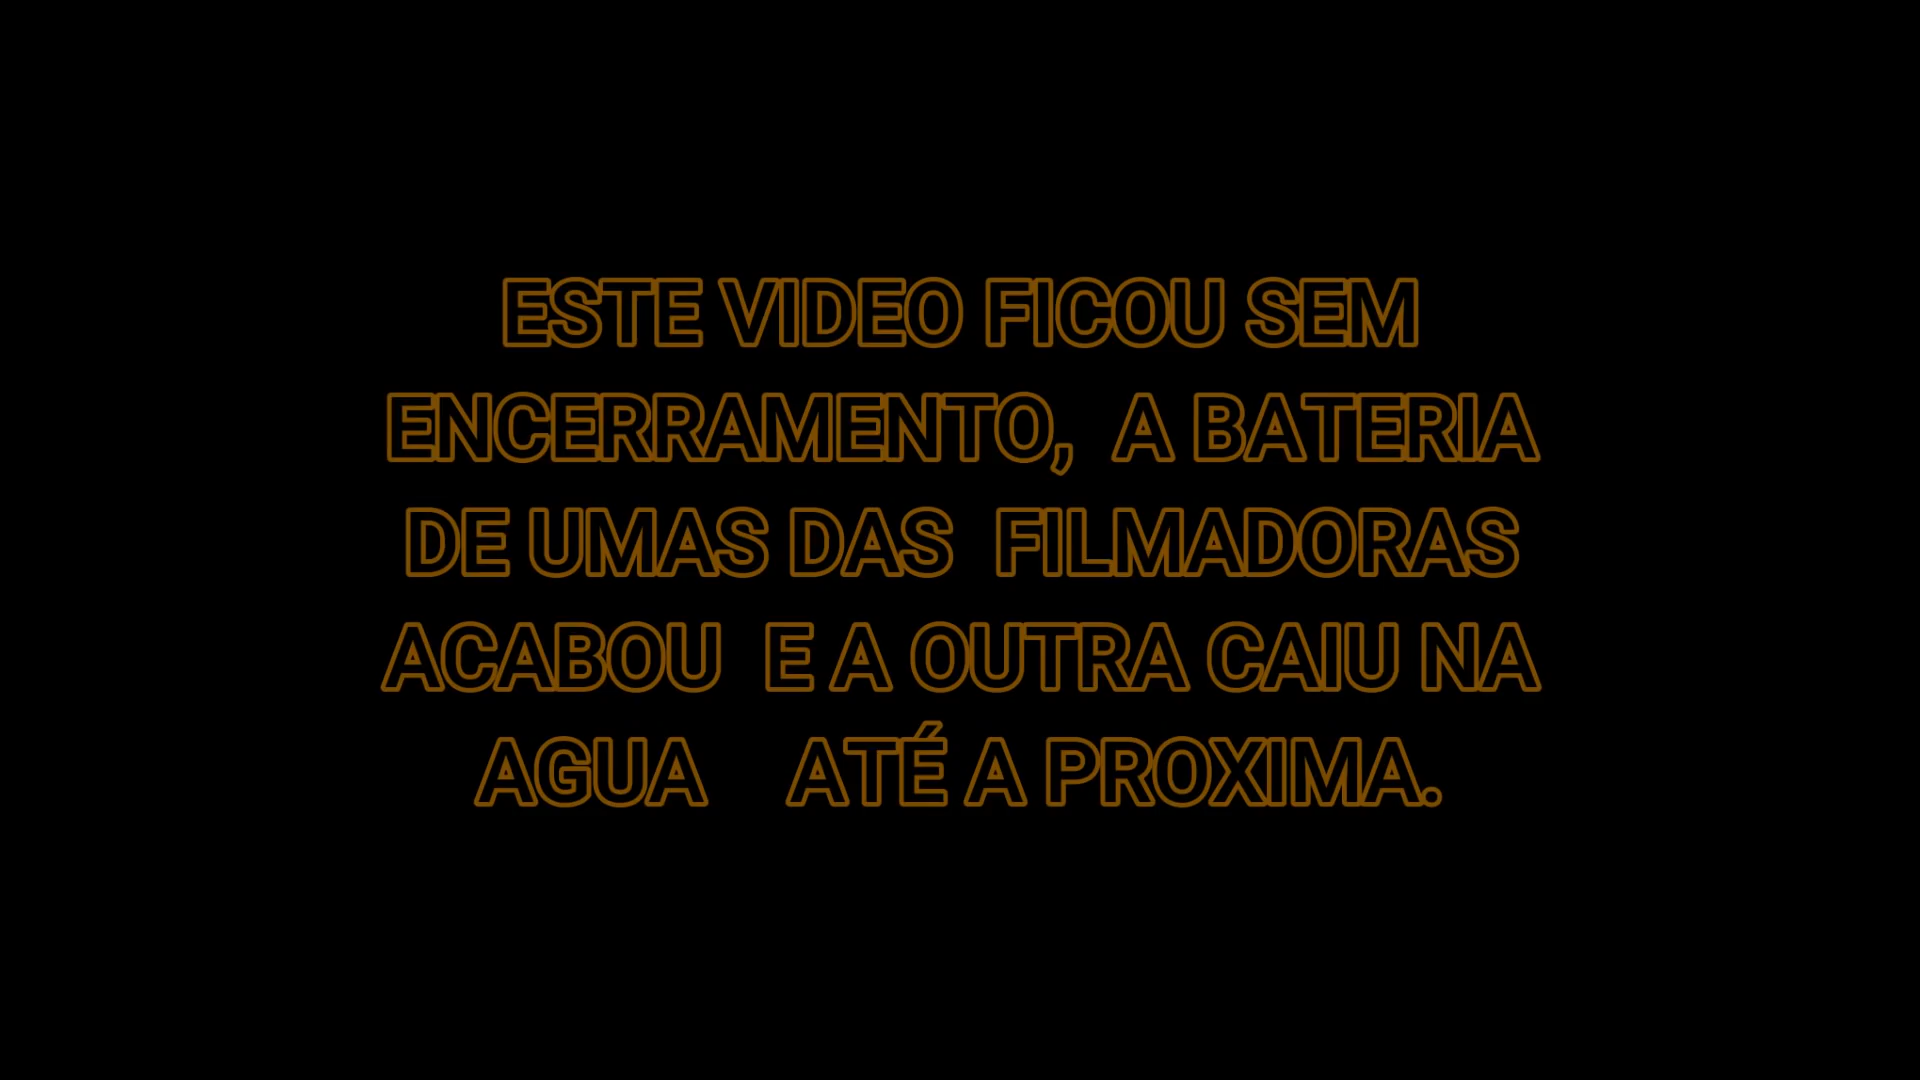 ESTE VIDEO FICOU SEM
ENCERRAMENTO,  A BATERIA
DE UMAS DAS  FILMADORAS
ACABOU  E A OUTRA CAIU NA
AGUA    ATÉ A PROXIMA.